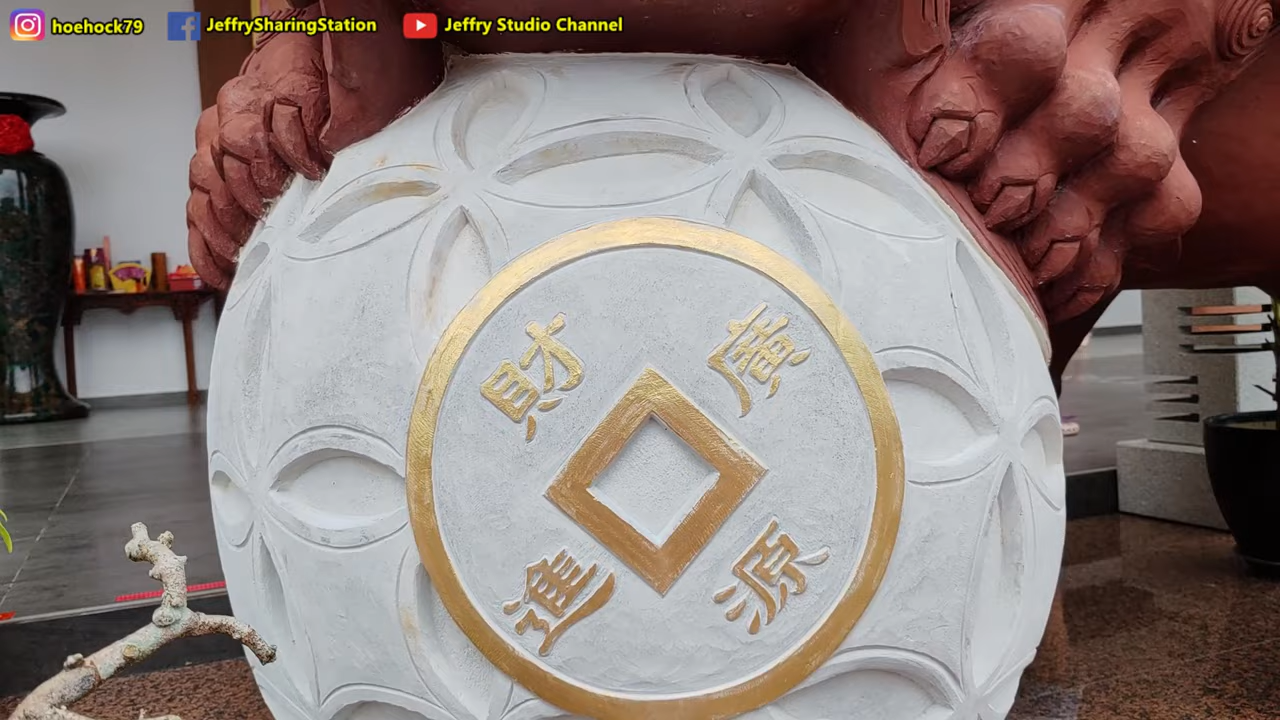 hoehock79 JeffrySharingStation Jeffry Studio Channel
財 廣
進 源